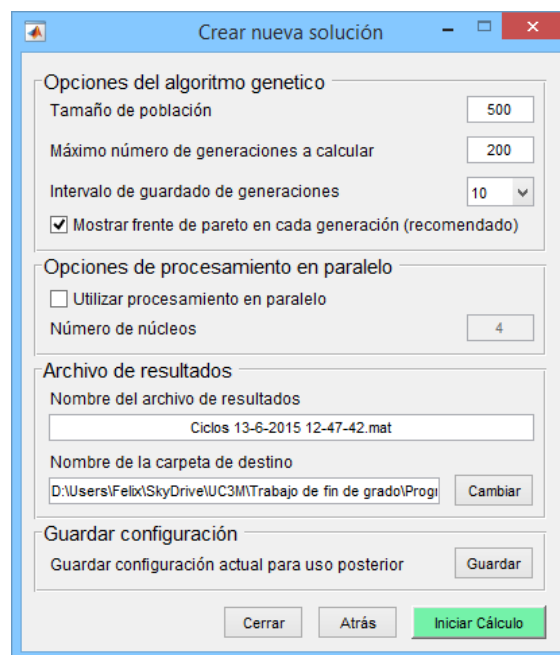 Crear nueva solución
Opciones del algoritmo genetico
Tamaño de población 500
Máximo número de generaciones a calcular 200
Intervalo de guardado de generaciones 10
Mostrar frente de pareto en cada generación (recomendado)
Opciones de procesamiento en paralelo
Utilizar procesamiento en paralelo
Número de núcleos 4
Archivo de resultados
Nombre del archivo de resultados
Ciclos 13-6-2015 12-47-42.mat
Nombre de la carpeta de destino
D:\Users\Felix\SkyDrive\UC3M\Trabajo de fin de grado\Progr Cambiar
Guardar configuración
Guardar configuración actual para uso posterior Guardar
Cerrar Atrás Iniciar Cálculo